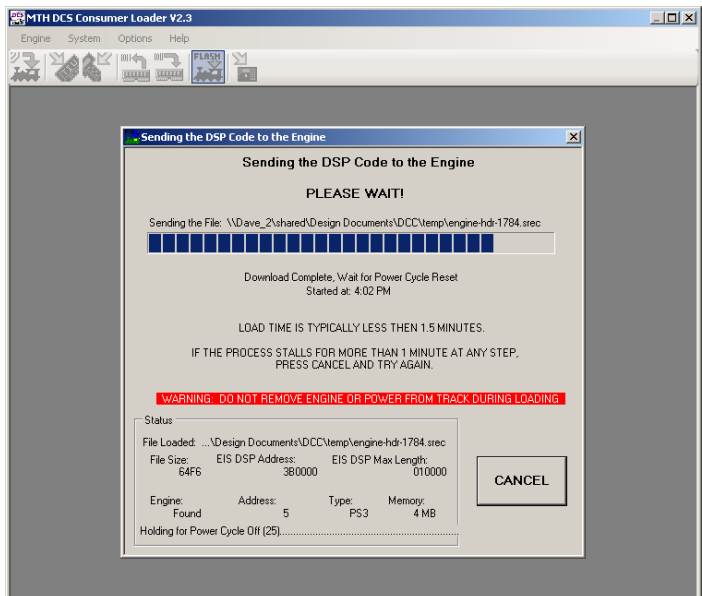 MTH DCS Consumer Loader V2.3
Engine System Options Help
FLASH
Sending the DSP Code to the Engine
Sending the DSP Code to the Engine
PLEASE WAIT!
Sending the File: \\Dave_2\shared\Design Documents\DCC\temp\engine-hdr-1784.srec
Download Complete, Wait for Power Cycle Reset
Started at: 4:02 PM
LOAD TIME IS TYPICALLY LESS THEN 1.5 MINUTES.
IF THE PROCESS STALLS FOR MORE THAN 1 MINUTE AT ANY STEP,
PRESS CANCEL AND TRY AGAIN.
WARNING: DO NOT REMOVE ENGINE OR POWER FROM TRACK DURING LOADING
Status
File Loaded: ...\Design Documents\DCC\temp\engine-hdr-1784.srec
File Size: EIS DSP Address: EIS DSP Max Length:
64F6 3B0000 010000
CANCEL
Engine: Address: Type: Memory:
Found 5 PS3 4 MB
Holding for Power Cycle Off (25)..................................................